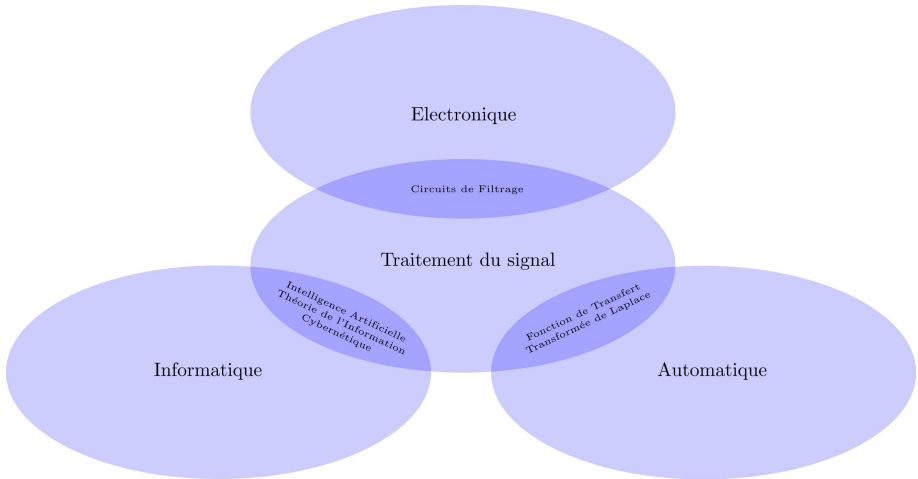 Electronique
Circuits de Filtrage
Traitement du signal
Intelligence Artificielle
Théorie de l'Information
Cybernétique
Fonction de Transfert
Transformée de Laplace
Informatique
Automatique